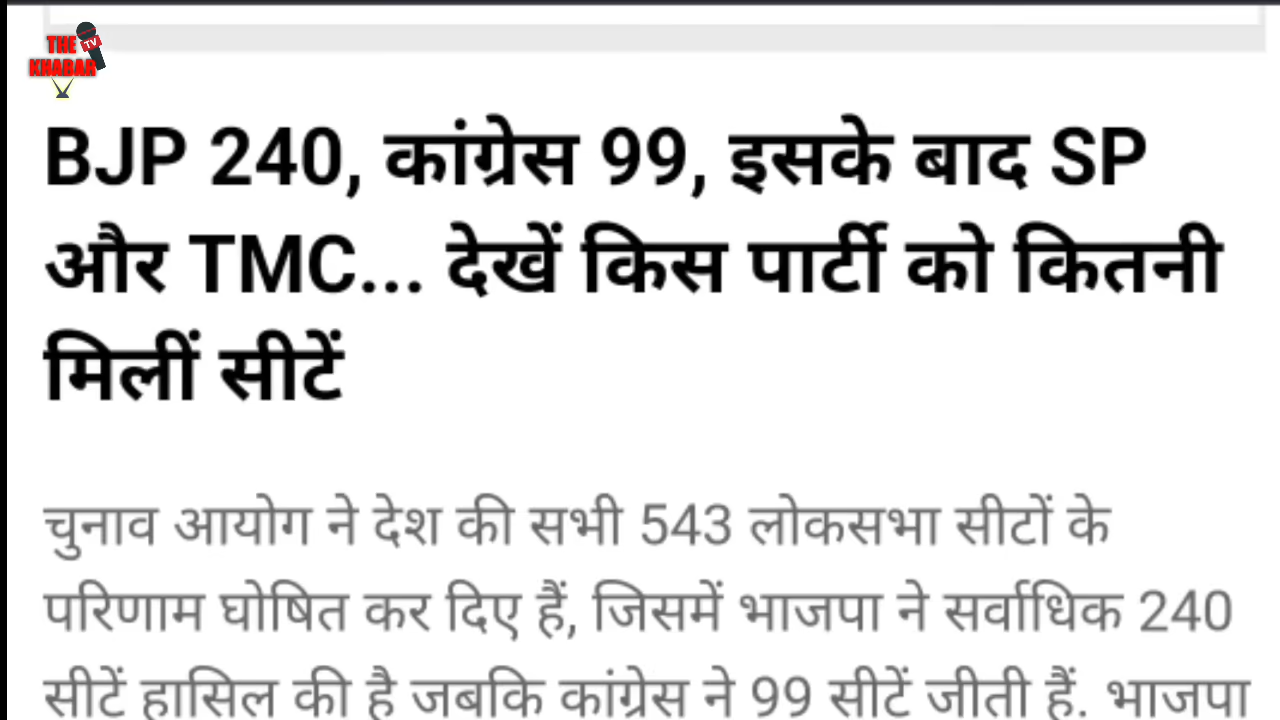 THE
TV
KHABAR
BJP 240, कांग्रेस 99, इसके बाद SP
और TMC... देखें किस पार्टी को कितनी
मिलीं सीटें
चुनाव आयोग ने देश की सभी 543 लोकसभा सीटों के
परिणाम घोषित कर दिए हैं, जिसमें भाजपा ने सर्वाधिक 240
सीटें हासिल की है जबकि कांग्रेस ने 99 सीटें जीती हैं. भाजपा